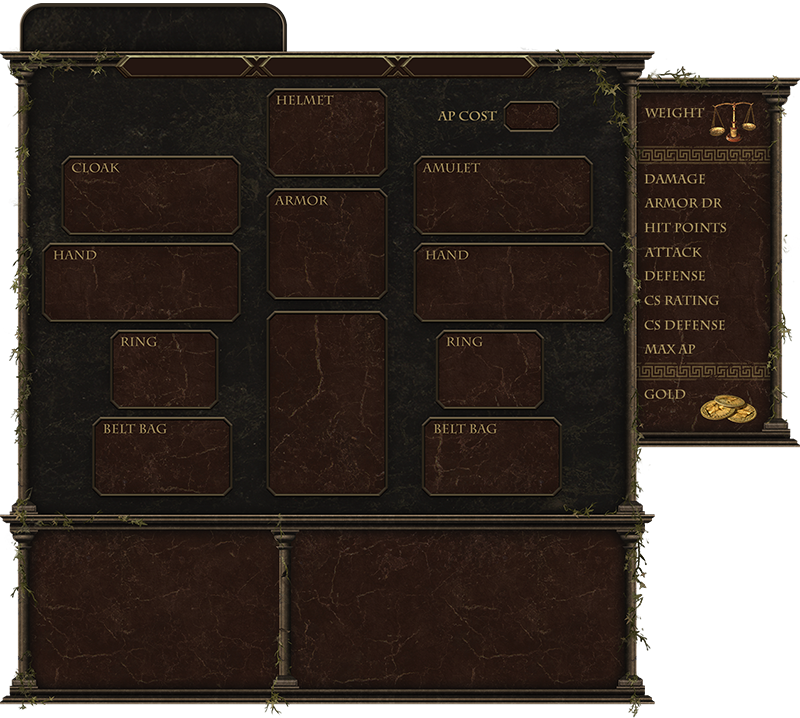 HELMET
AP COST
CLOAK
AMULET
ARMOR
HAND
HAND
RING
RING
BELT BAG
BELT BAG
WEIGHT
DAMAGE
ARMOR DR
HIT POINTS
ATTACK
DEFENSE
CS RATING
CS DEFENSE
MAX AP
GOLD